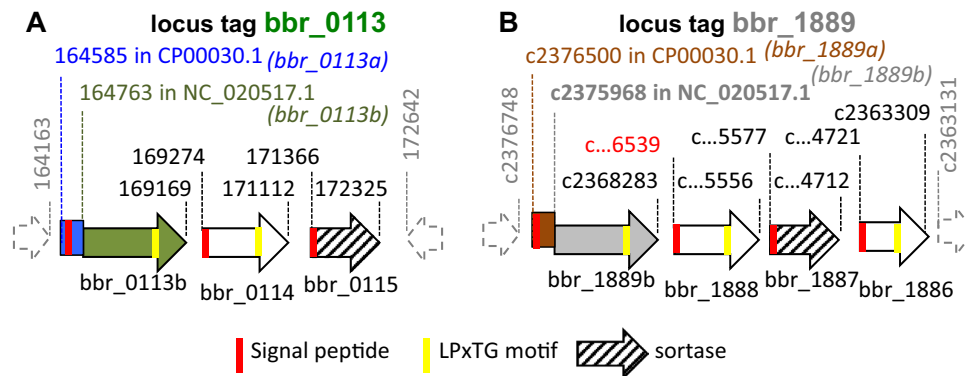 A locus tag bbr_0113
164585 in CP00030.1 (bbr_0113a)
164763 in NC_020517.1
(bbr_0113b)
164163
172642
169274 171366
169169 171112 172325
bbr_0113b bbr_0114 bbr_0115
B locus tag bbr_1889
c2376500 in CP00030.1 (bbr_1889a)
(bbr_1889b)
c2375968 in NC_020517.1
c2376748
c2363131
c2363309
c...6539 c...5577 c...4721
c2368283 c...5556 c...4712
bbr_1889b bbr_1888 bbr_1887 bbr_1886
Signal peptide LPxTG motif sortase